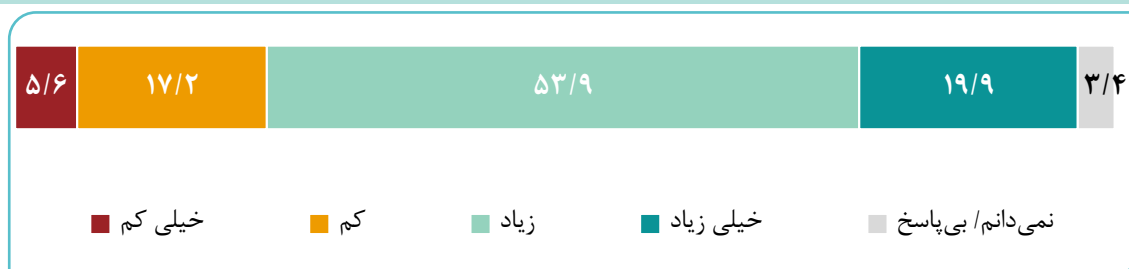 ۵/۶ ۱۷/۲ ۵۳/۹ ۱۹/۹ ۳/۴
نمی‌دانم/ بی‌پاسخ خیلی زیاد زیاد کم خیلی کم